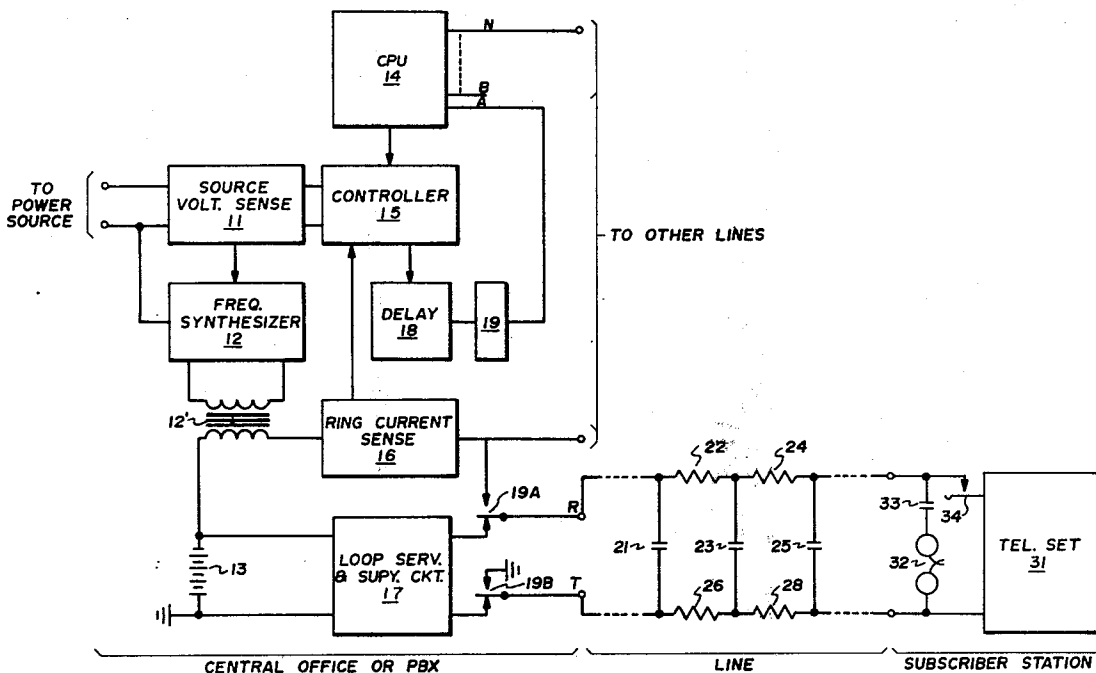 N
CPU
14
B
A
TO
POWER
SOURCE
SOURCE
VOLT. SENSE
11
CONTROLLER
15
TO OTHER LINES
FREQ.
SYNTHESIZER
12
DELAY
18
19
12'
RING CURRENT
SENSE
16
19A
R
22
24
33
34
21
23
25
32
TEL. SET
31
13
LOOP SERV.
& SUPY. CKT.
17
19B
T
26
28
CENTRAL OFFICE OR PBX
LINE
SUBSCRIBER STATION